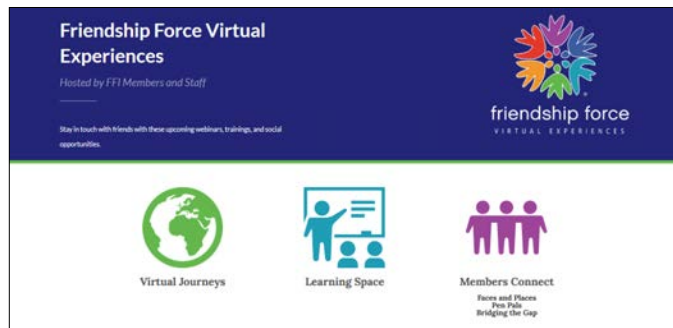 Friendship Force Virtual
Experiences
Hosted by FFI Members and Staff
Stay in touch with friends with these upcoming webinars, trainings, and social
opportunities.
friendship force
VIRTUAL EXPERIENCES
Virtual Journeys
Learning Space
Members Connect
Faces and Places
Pen Pals
Bridging the Gap